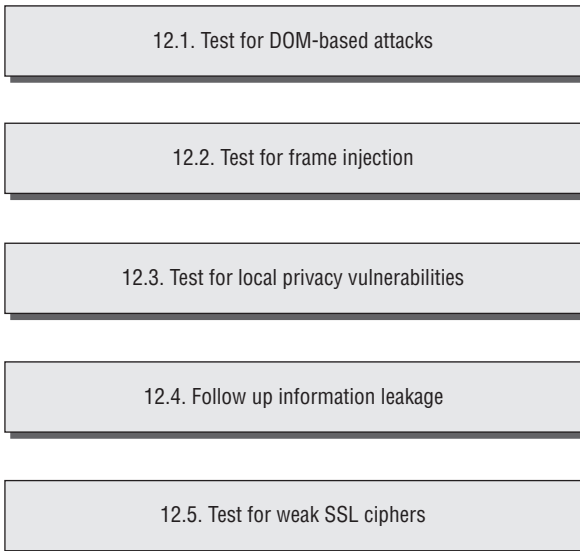 12.1. Test for DOM-based attacks
12.2. Test for frame injection
12.3. Test for local privacy vulnerabilities
12.4. Follow up information leakage
12.5. Test for weak SSL ciphers